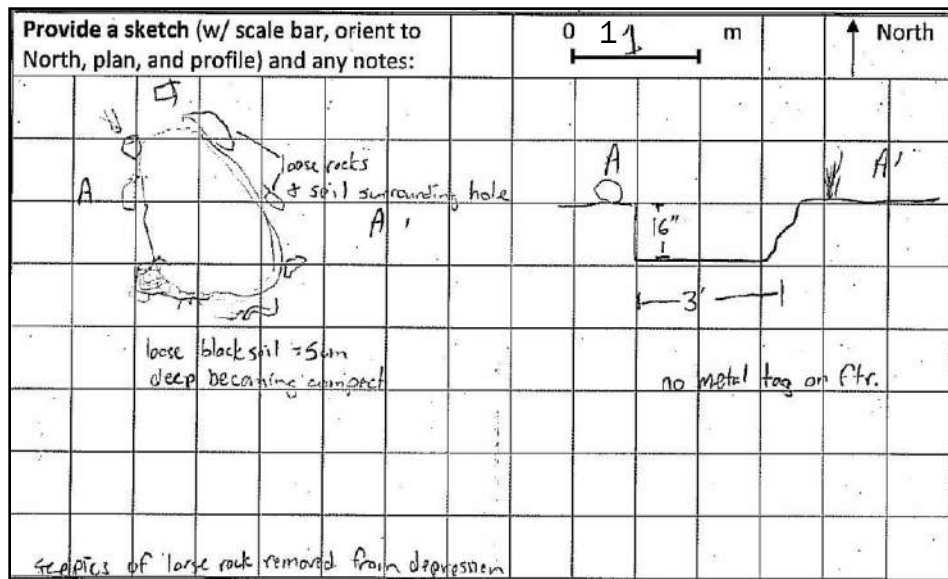 Provide a sketch (w/ scale bar, orient to
North, plan, and profile) and any notes:
0 11 m
North
loose rocks
& soil surrounding hole
A
A'
loose black soil ≈5cm
deep becoming compact
A
A'
16"
3'
no metal tag on ftr.
see pics of large rock removed from depression